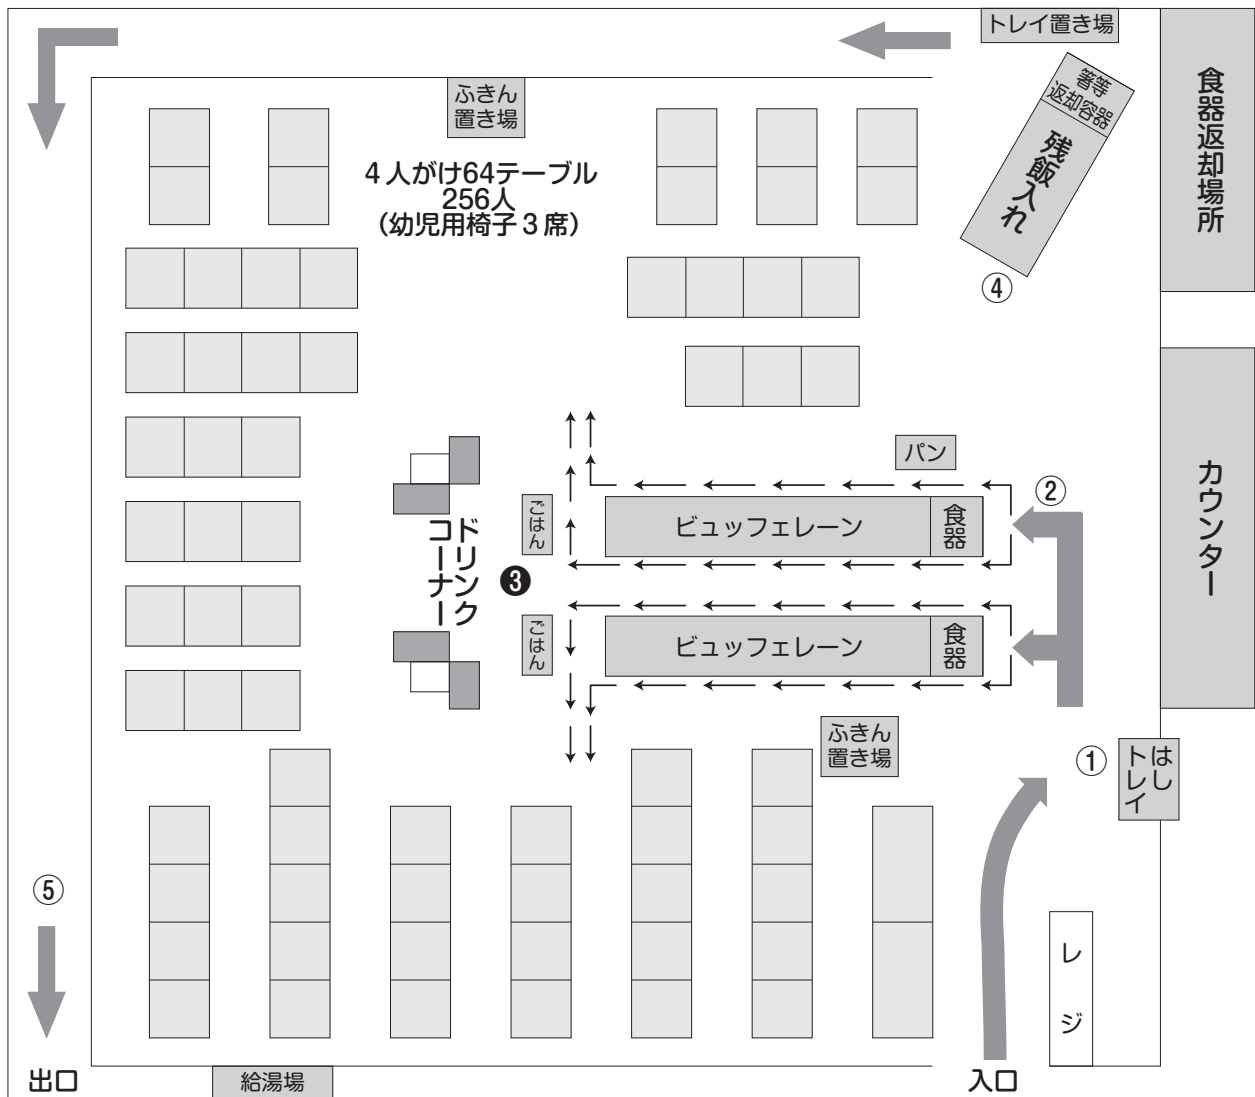 トレイ置き場
食器返却場所
箸等
返却容器
残飯入れ
④
ふきん
置き場
4人がけ64テーブル
256人
(幼児用椅子3席)
カウンター
パン
②
ごはん
ビュッフェレーン
食器
ドリンク
コーナー
❸
ごはん
ビュッフェレーン
食器
ふきん
置き場
①
はし
トレイ
⑤
レジ
出口
給湯場
入口